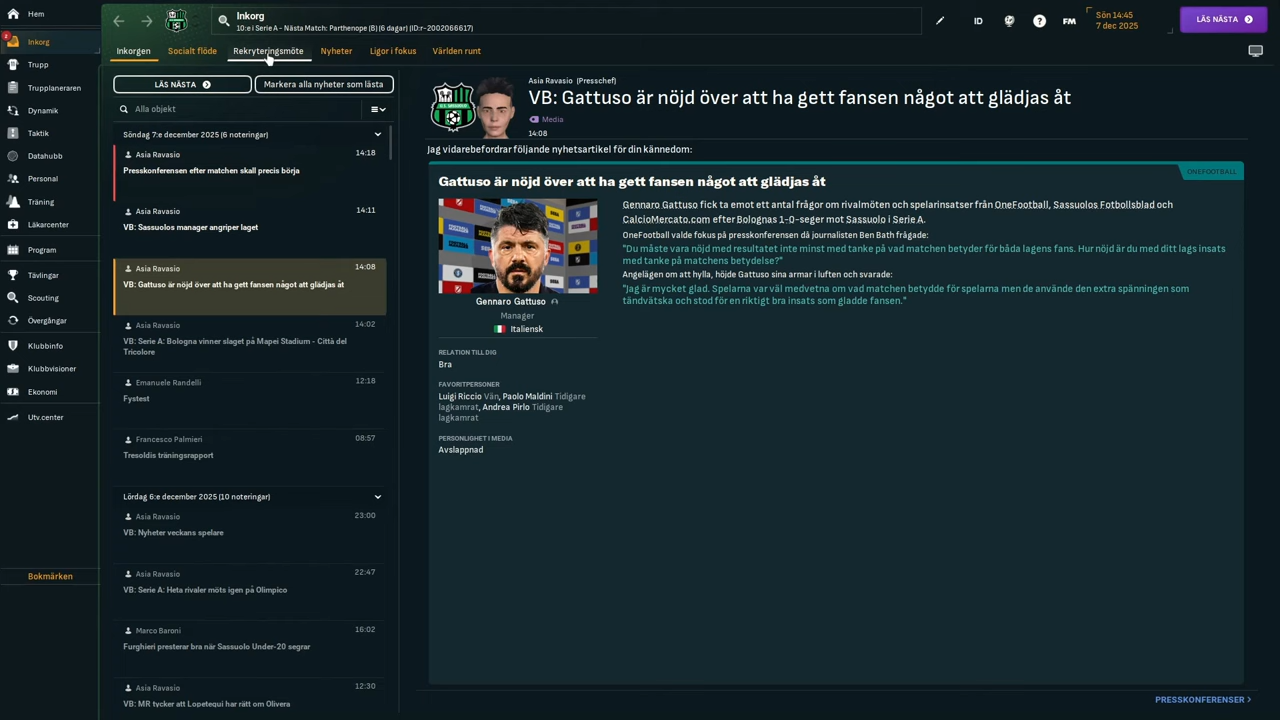 Hem
Inkorg
Trupp
Trupplaneraren
Dynamik
Taktik
Datahubb
Personal
Träning
Läkarcenter
Program
Tävlingar
Scouting
Övergångar
Klubbinfo
Klubbvisioner
Ekonomi
Utv.center
Bokmärken
Inkorg
10:e i Serie A - Nästa Match: Parthenope (B) (6 dagar) (ID:r-2002066617)
ID
FM
Sön 14:45
7 dec 2025
LÄS NÄSTA
Inkorgen
Socialt flöde
Rekryteringsmöte
Nyheter
Ligor i fokus
Världen runt
LÄS NÄSTA
Markera alla nyheter som lästa
Alla objekt
Söndag 7:e december 2025 (6 noteringar)
Asia Ravasio 14:18
Presskonferensen efter matchen skall precis börja
Asia Ravasio 14:11
VB: Sassuolos manager angriper laget
Asia Ravasio 14:08
VB: Gattuso är nöjd över att ha gett fansen något att glädjas åt
Asia Ravasio 14:02
VB: Serie A: Bologna vinner slaget på Mapei Stadium - Città del
Tricolore
Emanuele Randelli 12:18
Fystest
Francesco Palmieri 08:57
Tresoldis träningsrapport
Lördag 6:e december 2025 (10 noteringar)
Asia Ravasio 23:00
VB: Nyheter veckans spelare
Asia Ravasio 22:47
VB: Serie A: Heta rivaler möts igen på Olimpico
Marco Baroni 16:02
Furghieri presterar bra när Sassuolo Under-20 segrar
Asia Ravasio 12:30
VB: MR tycker att Lopetegui har rätt om Olivera
Asia Ravasio (Presschef)
VB: Gattuso är nöjd över att ha gett fansen något att glädjas åt
Media
14:08
Jag vidarebefordrar följande nyhetsartikel för din kännedom:
ONEFOOTBALL
Gattuso är nöjd över att ha gett fansen något att glädjas åt
Gennaro Gattuso
Manager
Italiensk
RELATION TILL DIG
Bra
FAVORITPERSONER
Luigi Riccio Vän, Paolo Maldini Tidigare
lagkamrat, Andrea Pirlo Tidigare
lagkamrat
PERSONLIGHET I MEDIA
Avslappnad
Gennaro Gattuso fick ta emot ett antal frågor om rivalmöten och spelarinsatser från OneFootball, Sassuolos Fotbollsblad och
CalcioMercato.com efter Bolognas 1-0-seger mot Sassuolo i Serie A.
OneFootball valde fokus på presskonferensen då journalisten Ben Bath frågade:
"Du måste vara nöjd med resultatet inte minst med tanke på vad matchen betyder för båda lagens fans. Hur nöjd är du med ditt lags insats
med tanke på matchens betydelse?"
Angelägen om att hylla, höjde Gattuso sina armar i luften och svarade:
"Jag är mycket glad. Spelarna var väl medvetna om vad matchen betydde för spelarna men de använde den extra spänningen som
tändvätska och stod för en riktigt bra insats som gladde fansen."
PRESSKONFERENSER